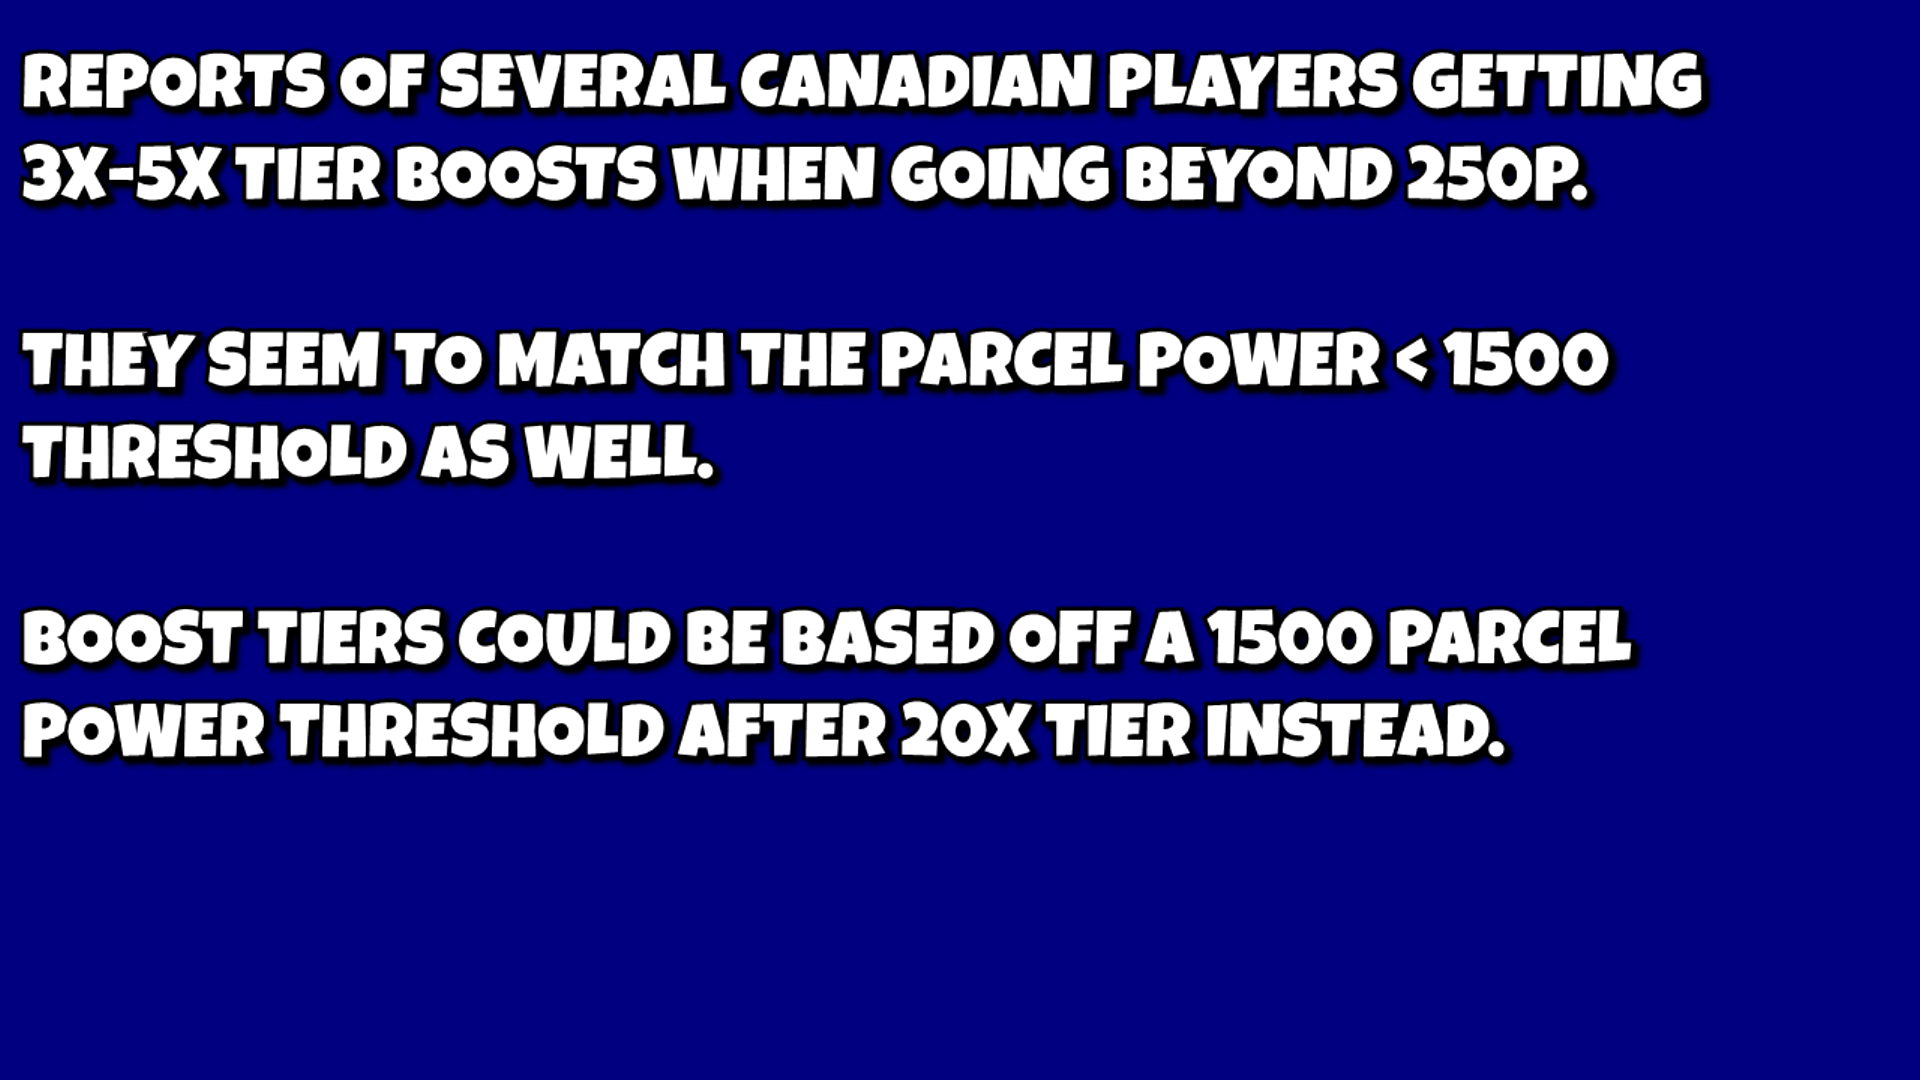 REPORTS OF SEVERAL CANADIAN PLAYERS GETTING
3X-5X TIER BOOSTS WHEN GOING BEYOND 250P.
THEY SEEM TO MATCH THE PARCEL POWER < 1500
THRESHOLD AS WELL.
BOOST TIERS COULD BE BASED OFF A 1500 PARCEL
POWER THRESHOLD AFTER 20X TIER INSTEAD.